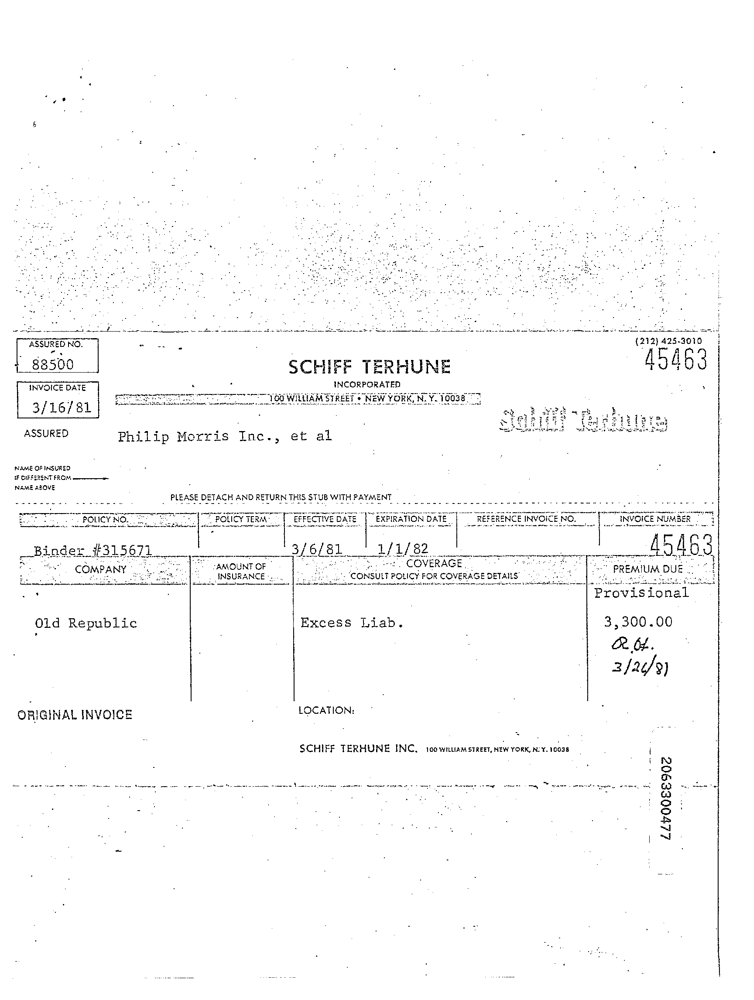 ASSURED NO.
88500
(212) 425-3010
45463
SCHIFF TERHUNE
INCORPORATED
100 WILLIAM STREET • NEW YORK, N. Y. 10038
INVOICE DATE
3/16/81
Schiff Terhune
ASSURED
Philip Morris Inc., et al
NAME OF INSURED
IF DIFFERENT FROM
NAME ABOVE
PLEASE DETACH AND RETURN THIS STUB WITH PAYMENT
POLICY NO. POLICY TERM EFFECTIVE DATE EXPIRATION DATE REFERENCE INVOICE NO. INVOICE NUMBER
Binder #315671 3/6/81 1/1/82 45463
COMPANY AMOUNT OF INSURANCE COVERAGE CONSULT POLICY FOR COVERAGE DETAILS PREMIUM DUE
Provisional
Old Republic Excess Liab. 3,300.00
3/26/81
ORIGINAL INVOICE
LOCATION:
SCHIFF TERHUNE INC. 100 WILLIAM STREET, NEW YORK, N. Y. 10038
2063300477